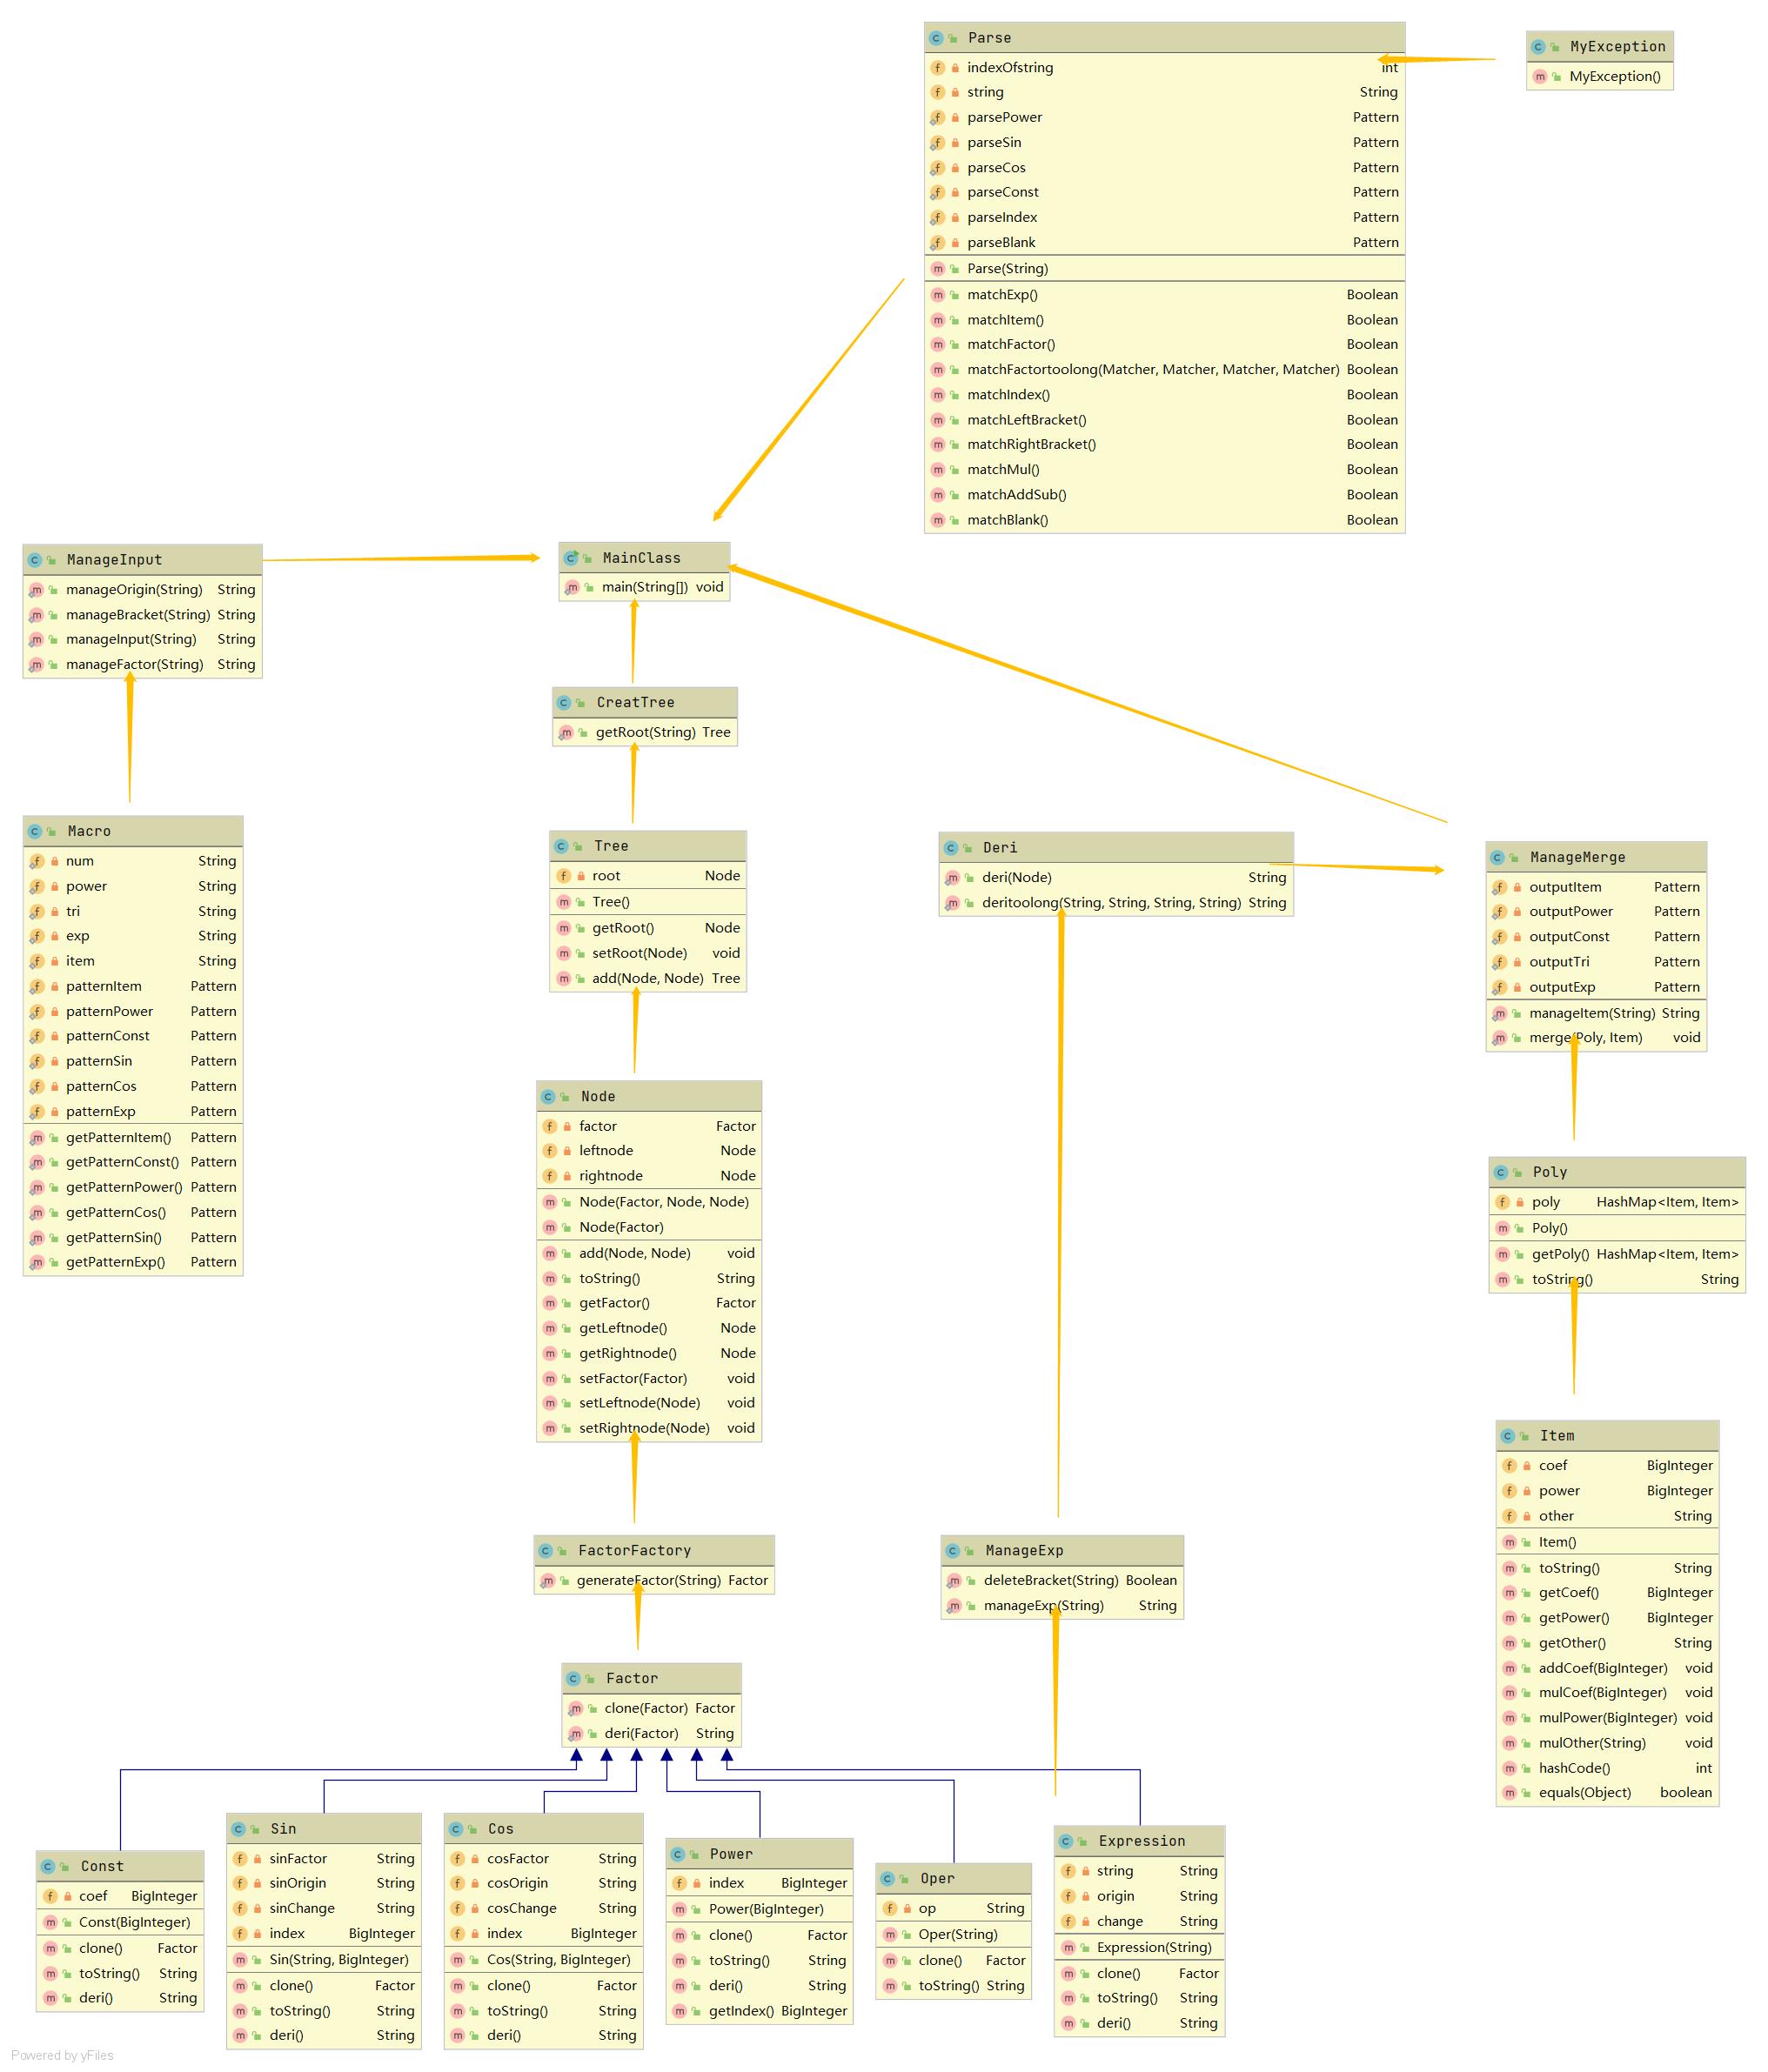 Parse
indexOfstring int
string String
parsePower Pattern
parseSin Pattern
parseCos Pattern
parseConst Pattern
parseIndex Pattern
parseBlank Pattern
Parse(String)
matchExp() Boolean
matchItem() Boolean
matchFactor() Boolean
matchFactortoolong(Matcher, Matcher, Matcher, Matcher) Boolean
matchIndex() Boolean
matchLeftBracket() Boolean
matchRightBracket() Boolean
matchMul() Boolean
matchAddSub() Boolean
matchBlank() Boolean
MyException
MyException()
ManageInput
manageOrigin(String) String
manageBracket(String) String
manageInput(String) String
manageFactor(String) String
MainClass
main(String[]) void
CreatTree
getRoot(String) Tree
Macro
num String
power String
tri String
exp String
item String
patternItem Pattern
patternPower Pattern
patternConst Pattern
patternSin Pattern
patternCos Pattern
patternExp Pattern
getPatternItem() Pattern
getPatternConst() Pattern
getPatternPower() Pattern
getPatternCos() Pattern
getPatternSin() Pattern
getPatternExp() Pattern
Tree
root Node
Tree()
getRoot() Node
setRoot(Node) void
add(Node, Node) Tree
Deri
deri(Node) String
deritoolong(String, String, String, String) String
ManageMerge
outputItem Pattern
outputPower Pattern
outputConst Pattern
outputTri Pattern
outputExp Pattern
manageItem(String) String
merge(Poly, Item) void
Node
factor Factor
leftnode Node
rightnode Node
Node(Factor, Node, Node)
Node(Factor)
add(Node, Node) void
toString() String
getFactor() Factor
getLeftnode() Node
getRightnode() Node
setFactor(Factor) void
setLeftnode(Node) void
setRightnode(Node) void
Poly
poly HashMap<Item, Item>
Poly()
getPoly() HashMap<Item, Item>
toString() String
Item
coef BigInteger
power BigInteger
other String
Item()
toString() String
getCoef() BigInteger
getPower() BigInteger
getOther() String
addCoef(BigInteger) void
mulCoef(BigInteger) void
mulPower(BigInteger) void
mulOther(String) void
hashCode() int
equals(Object) boolean
FactorFactory
generateFactor(String) Factor
ManageExp
deleteBracket(String) Boolean
manageExp(String) String
Factor
clone(Factor) Factor
deri(Factor) String
Const
coef BigInteger
Const(BigInteger)
clone() Factor
toString() String
deri() String
Sin
sinFactor String
sinOrigin String
sinChange String
index BigInteger
Sin(String, BigInteger)
clone() Factor
toString() String
deri() String
Cos
cosFactor String
cosOrigin String
cosChange String
index BigInteger
Cos(String, BigInteger)
clone() Factor
toString() String
deri() String
Power
index BigInteger
Power(BigInteger)
clone() Factor
toString() String
deri() String
getIndex() BigInteger
Oper
op String
Oper(String)
clone() Factor
toString() String
Expression
string String
origin String
change String
Expression(String)
clone() Factor
toString() String
deri() String
Powered by yFiles